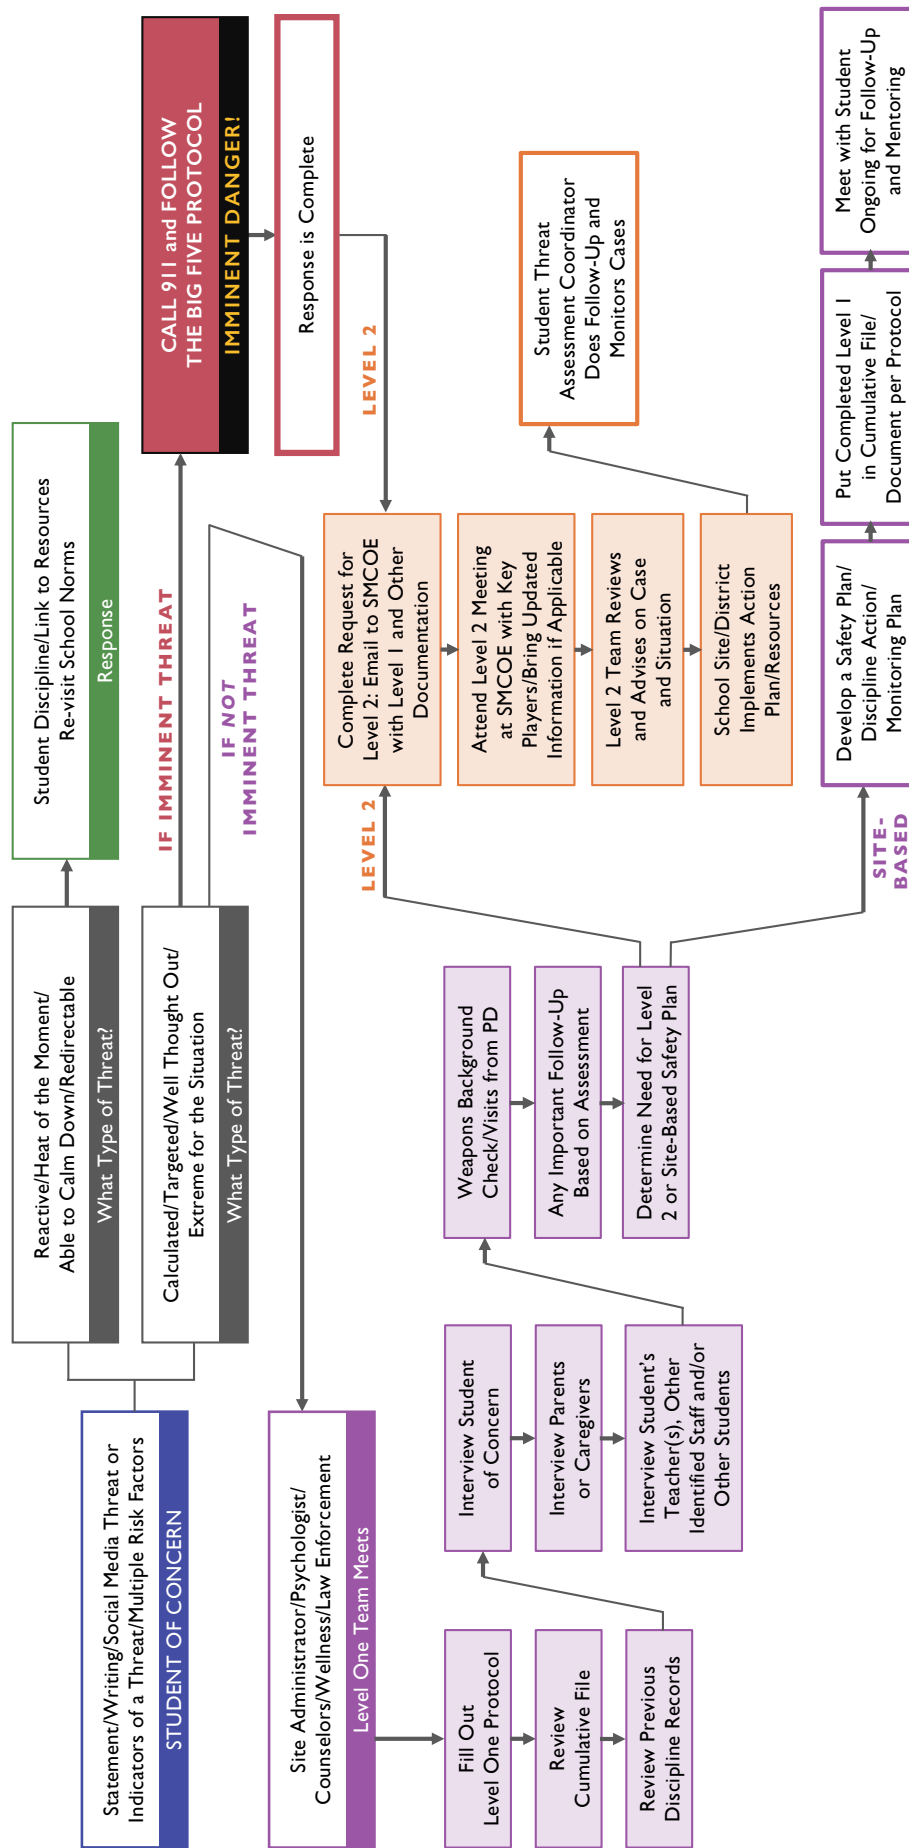 Statement/Writing/Social Media Threat or
Indicators of a Threat/Multiple Risk Factors
STUDENT OF CONCERN
Reactive/Heat of the Moment/
Able to Calm Down/Redirectable
What Type of Threat?
Student Discipline/Link to Resources
Re-visit School Norms
Response
Calculated/Targeted/Well Thought Out/
Extreme for the Situation
What Type of Threat?
IF IMMINENT THREAT
IF NOT
IMMINENT THREAT
CALL 911 and FOLLOW
THE BIG FIVE PROTOCOL
IMMINENT DANGER!
Response is Complete
LEVEL 2
Site Administrator/Psychologist/
Counselors/Wellness/Law Enforcement
Level One Team Meets
Fill Out
Level One Protocol
Review
Cumulative File
Review Previous
Discipline Records
Interview Student
of Concern
Interview Parents
or Caregivers
Interview Student's
Teacher(s), Other
Identified Staff and/or
Other Students
Weapons Background
Check/Visits from PD
Any Important Follow-Up
Based on Assessment
Determine Need for Level
2 or Site-Based Safety Plan
LEVEL 2
Complete Request for
Level 2: Email to SMCOE
with Level 1 and Other
Documentation
Attend Level 2 Meeting
at SMCOE with Key
Players/Bring Updated
Information if Applicable
Level 2 Team Reviews
and Advises on Case
and Situation
School Site/District
Implements Action
Plan/Resources
Student Threat
Assessment Coordinator
Does Follow-Up and
Monitors Cases
SITE-
BASED
Develop a Safety Plan/
Discipline Action/
Monitoring Plan
Put Completed Level 1
in Cumulative File/
Document per Protocol
Meet with Student
Ongoing for Follow-Up
and Mentoring